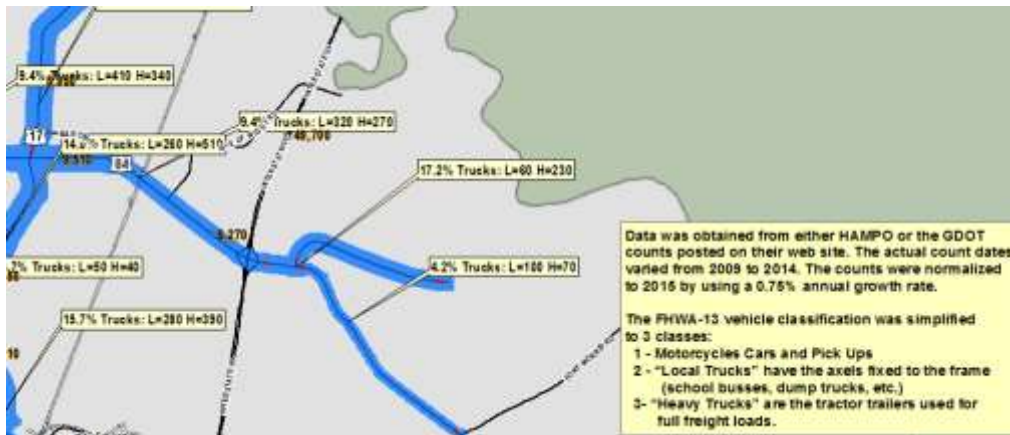 9.4% Trucks: L=410 H=340
17
14.6% Trucks: L=260 H=510
84
9.4% Trucks: L=320 H=270
48,700
17.2% Trucks: L=60 H=230
4.2% Trucks: L=100 H=70
Trucks: L=50 H=40
15.7% Trucks: L=280 H=390
Data was obtained from either HAMPO or the GDOT
counts posted on their web site. The actual count dates
varied from 2009 to 2014. The counts were normalized
to 2015 by using a 0.75% annual growth rate.
The FHWA-13 vehicle classification was simplified
to 3 classes:
1 - Motorcycles Cars and Pick Ups
2 - "Local Trucks" have the axels fixed to the frame
(school busses, dump trucks, etc.)
3- "Heavy Trucks" are the tractor trailers used for
full freight loads.